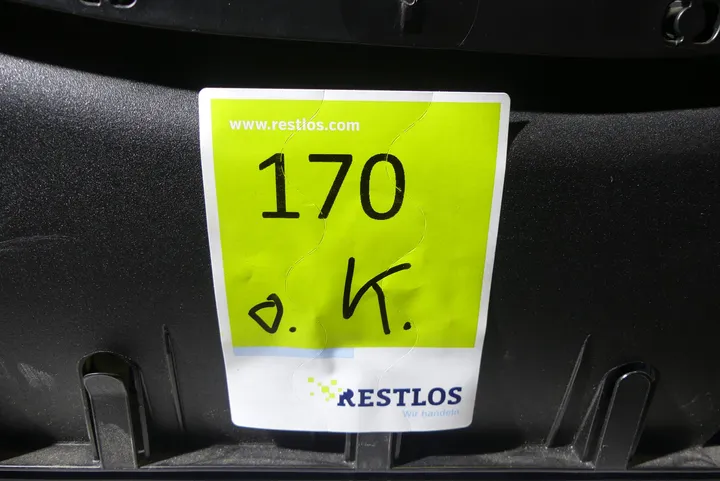 www.restlos.com
170
o. K.
RESTLOS
Wir handeln